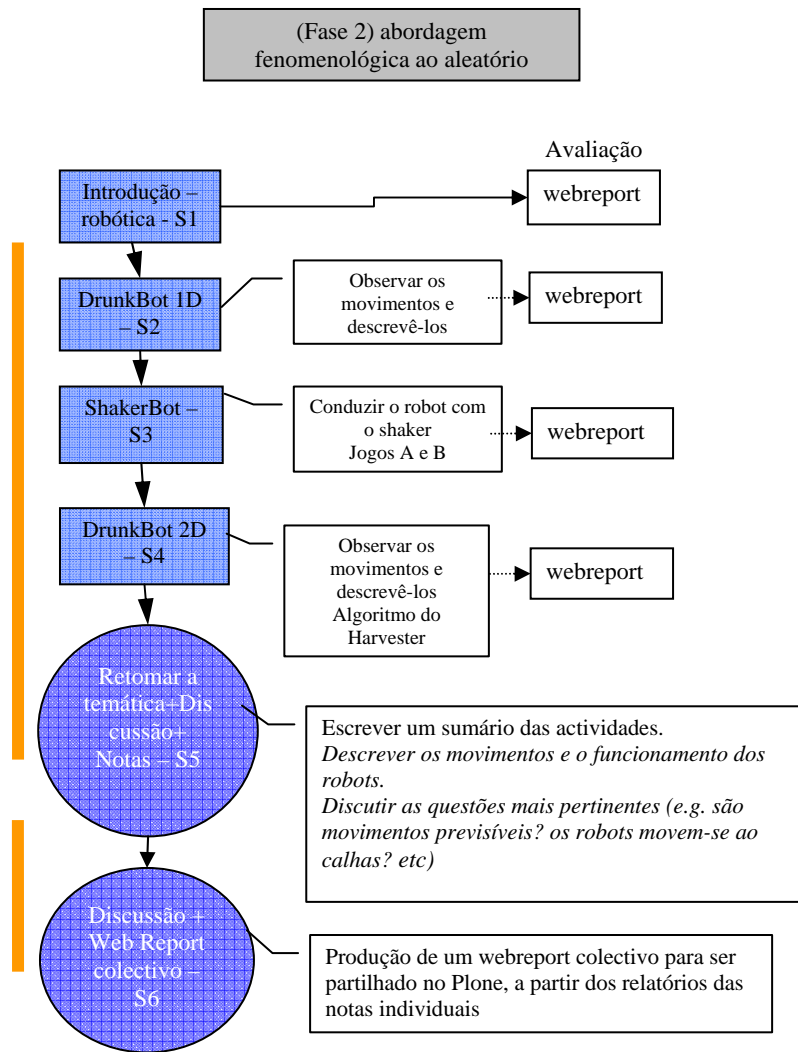 (Fase 2) abordagem
fenomenológica ao aleatório
Avaliação
Introdução –
robótica - S1
webreport
DrunkBot 1D
– S2
Observar os
movimentos e
descrevê-los
webreport
ShakerBot –
S3
Conduzir o robot com
o shaker
Jogos A e B
webreport
DrunkBot 2D
– S4
Observar os
movimentos e
descrevê-los
Algoritmo do
Harvester
webreport
Retomar a
temática+Dis
cussão+
Notas – S5
Escrever um sumário das actividades.
Descrever os movimentos e o funcionamento dos
robots.
Discutir as questões mais pertinentes (e.g. são
movimentos previsíveis? os robots movem-se ao
calhas? etc)
Discussão +
Web Report
colectivo –
S6
Produção de um webreport colectivo para ser
partilhado no Plone, a partir dos relatórios das
notas individuais